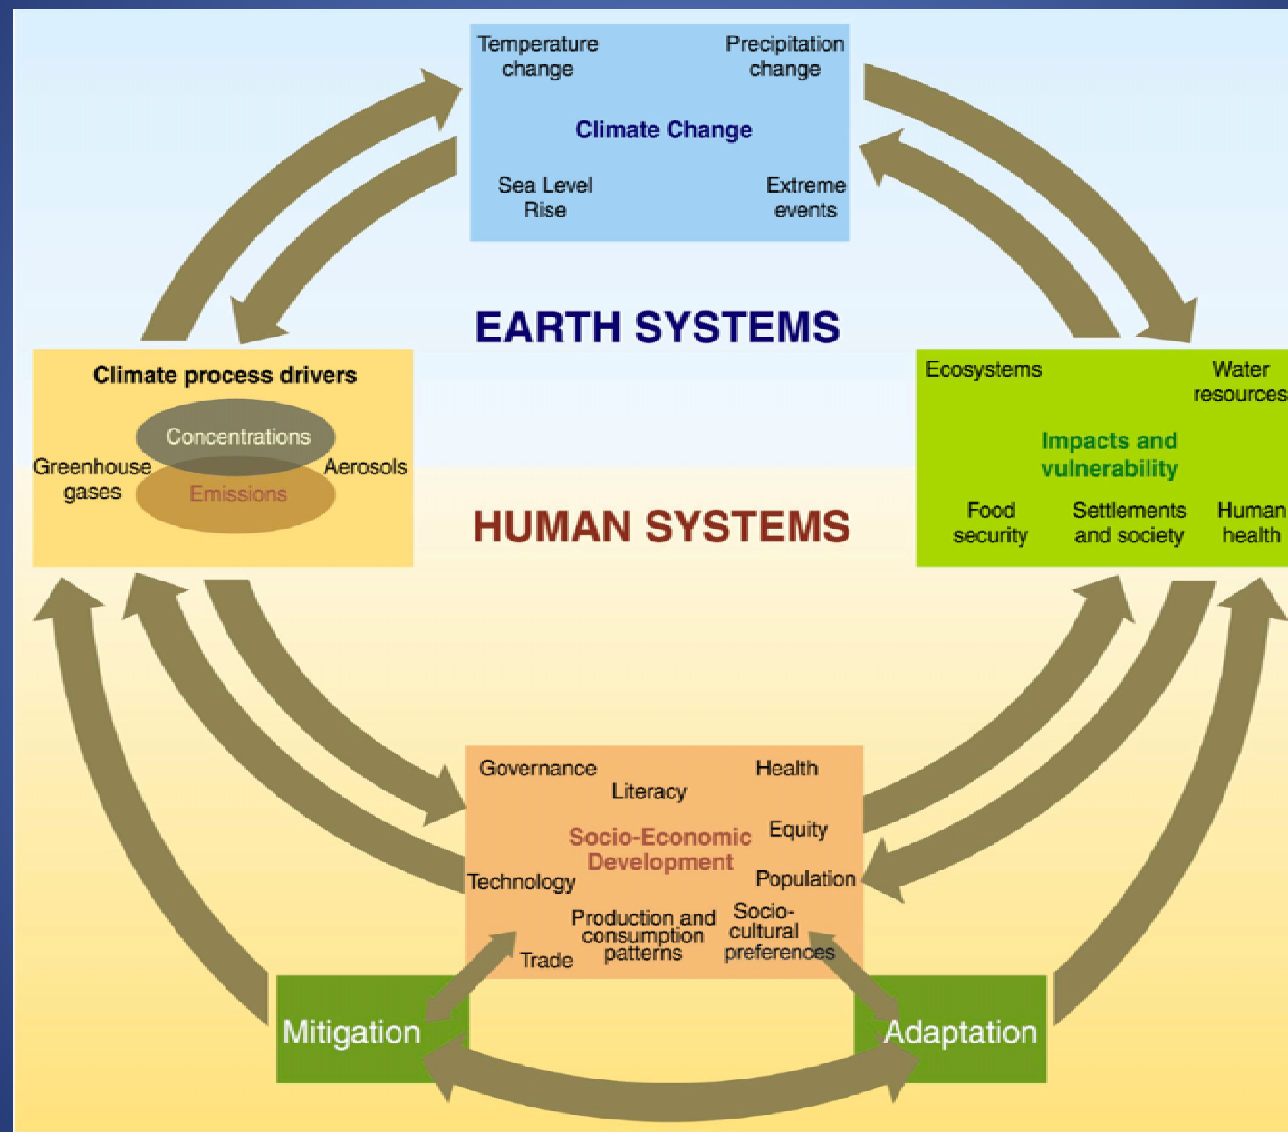 Temperature
change
Precipitation
change
Climate Change
Sea Level
Rise
Extreme
events
EARTH SYSTEMS
Climate process drivers
Concentrations
Greenhouse
gases
Aerosols
Emissions
Ecosystems
Water
resources
Impacts and
vulnerability
Food
security
Settlements
and society
Human
health
HUMAN SYSTEMS
Governance
Literacy
Health
Socio-Economic
Development
Equity
Technology
Population
Production and
consumption
patterns
Socio-
cultural
preferences
Trade
Mitigation
Adaptation